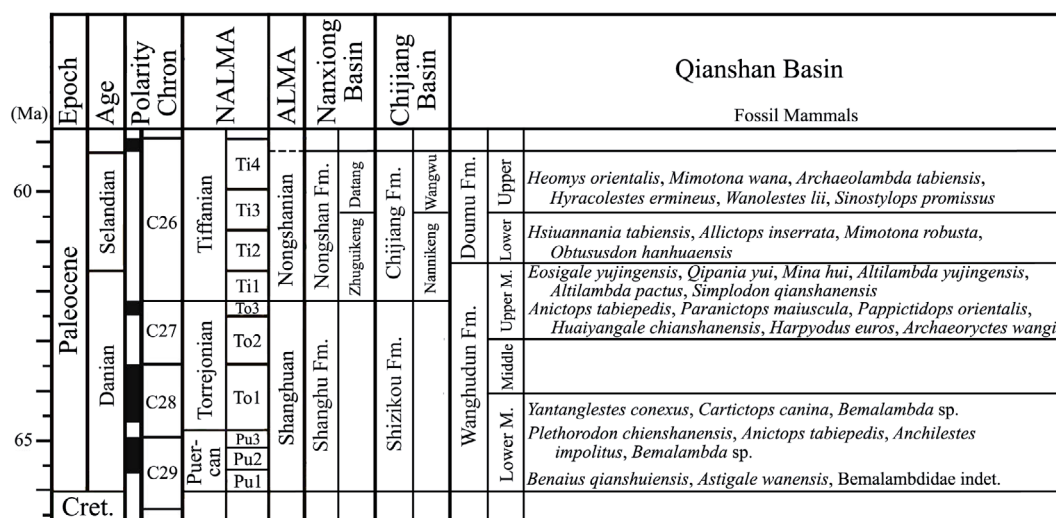 (Ma)
Epoch
Age
Polarity
Chron
NALMA
ALMA
Nanxiong
Basin
Chijiang
Basin
Qianshan Basin
Fossil Mammals
60
65
Paleocene
Cret.
Selandian
Danian
C26
C27
C28
C29
Tiffanian
Torrejonian
Puer-
can
Ti4
Ti3
Ti2
Ti1
To3
To2
To1
Pu3
Pu2
Pu1
Nongshanian
Shanghuan
Nongshan Fm.
Shanghu Fm.
Datang
Zhuguikeng
Chijiang Fm.
Shizikou Fm.
Wangwu
Nannikeng
Doumu Fm.
Wanghudun Fm.
Upper
Lower
Upper M.
Middle
Lower M.
Heomys orientalis, Mimotona wana, Archaeolambda tabiensis,
Hyracolestes ermineus, Wanolestes lii, Sinostylops promissus
Hsiuannania tabiensis, Allictops inserrata, Mimotona robusta,
Obtususdon hanhuaensis
Eosigale yujingensis, Qipania yui, Mina hui, Altilambda yujingensis,
Altilambda pactus, Simplodon qianshanensis
Anictops tabiepedis, Paranictops maiuscula, Pappictidops orientalis,
Huaiyangale chianshanensis, Harpyodus euros, Archaeoryctes wangi
Yantanglestes conexus, Cartictops canina, Bemalambda sp.
Plethorodon chienshanensis, Anictops tabiepedis, Anchilestes
impolitus, Bemalambda sp.
Benaius qianshuiensis, Astigale wanensis, Bemalambdidae indet.